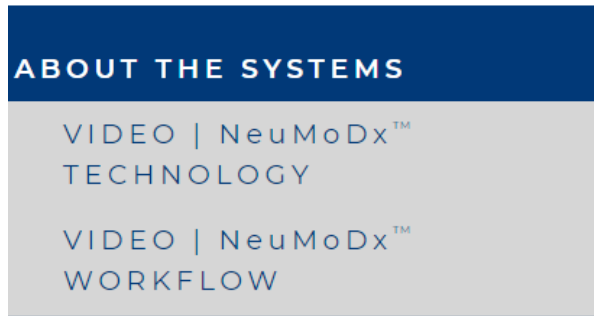 ABOUT THE SYSTEMS
VIDEO | NeuMoDx™
TECHNOLOGY
VIDEO | NeuMoDx™
WORKFLOW